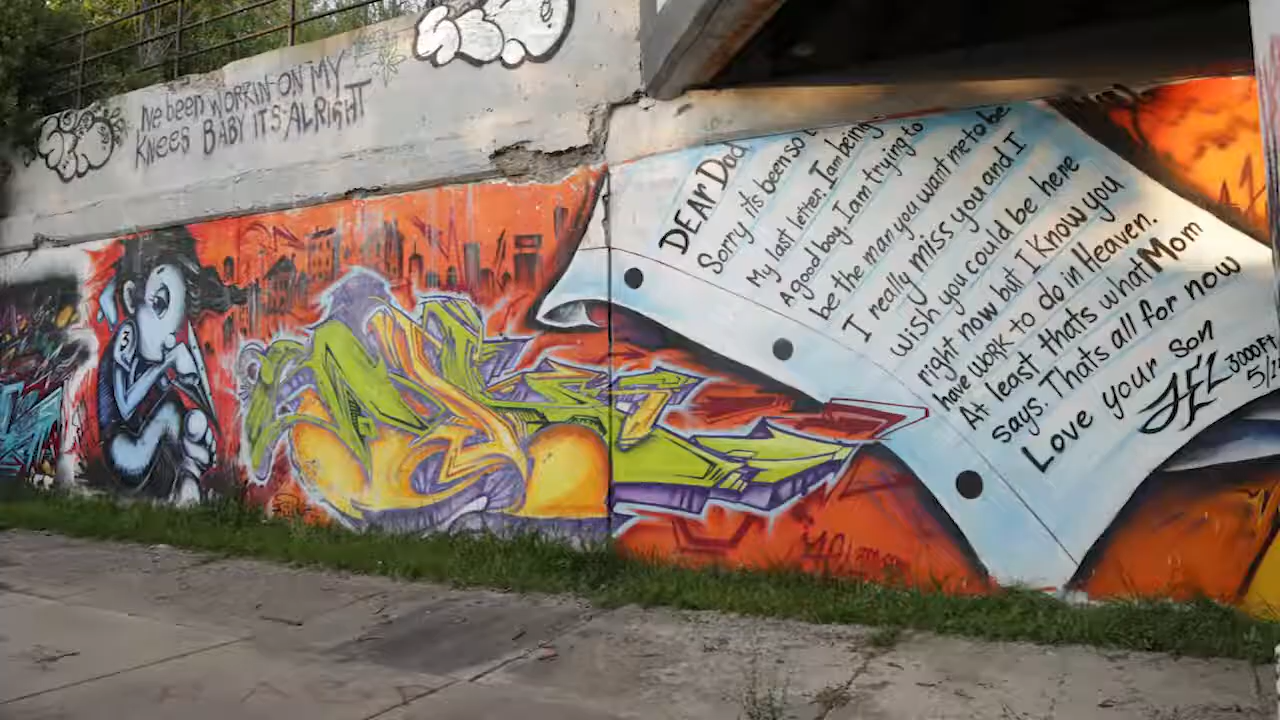 I've been WORKIN ON MY
KNEES BABY IT'S ALRIGHT
DEAR Dad
Sorry its been so
My last letter. I am being
A good boy. I am trying to
be the man you want me to be
I really miss you and I
wish you could be here
right now but I Know you
have WORK to do in Heaven.
At least thats what Mom
says. Thats all for now
Love your son
JEL
3000Ft